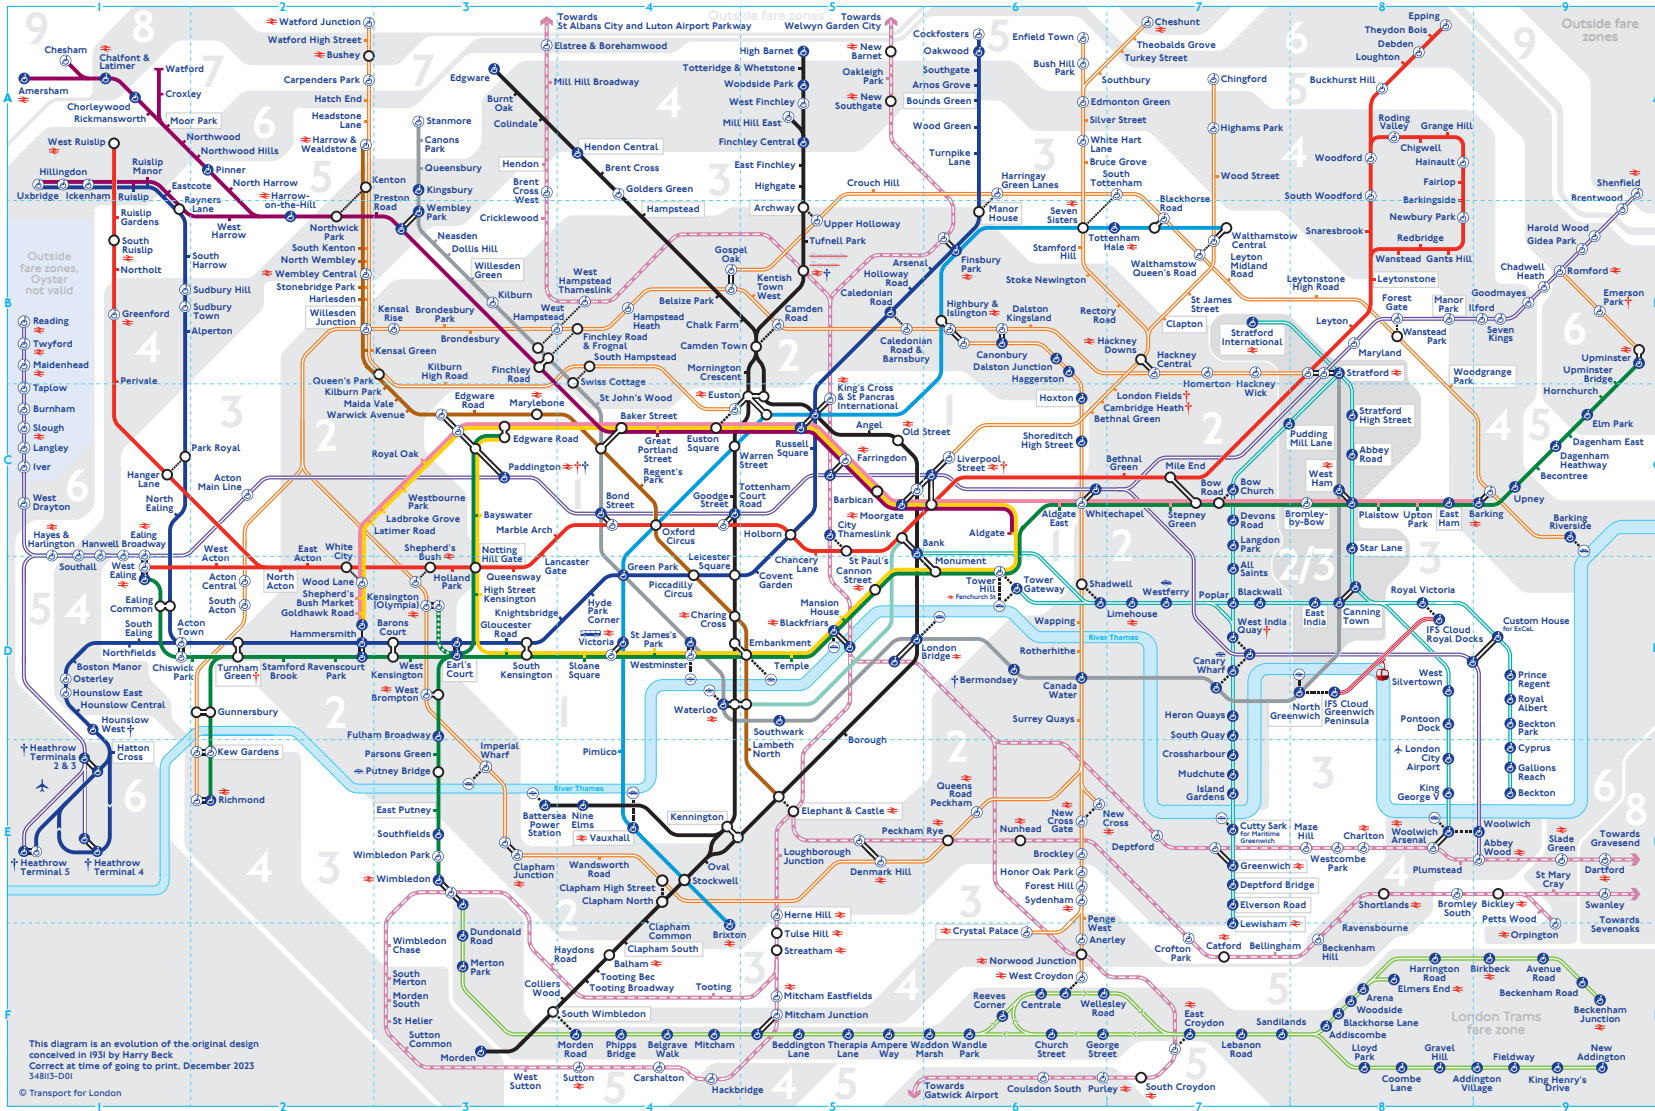 1 2 3 4 5 6 7 8 9
Outside fare zones
Outside fare
zones
Outside
fare zones,
Oyster
not valid
Towards
St Albans City and Luton Airport Parkway
Towards
Welwyn Garden City
Chesham
Chalfont &
Latimer
Amersham
Chorleywood
Rickmansworth
Watford
Croxley
Moor Park
Northwood
Northwood Hills
Pinner
North Harrow
Harrow-
on-the-Hill
West Ruislip
Hillingdon
Uxbridge
Ickenham
Ruislip
Ruislip
Manor
Eastcote
Rayners
Lane
West
Harrow
Ruislip
Gardens
South
Ruislip
Northolt
Greenford
Perivale
Hanger
Lane
South
Harrow
Sudbury Hill
Sudbury
Town
Alperton
Park Royal
North
Ealing
Watford Junction
Watford High Street
Bushey
Carpenders Park
Hatch End
Headstone
Lane
Harrow &
Wealdstone
Kenton
Preston
Road
Northwick
Park
South Kenton
North Wembley
Wembley Central
Stonebridge Park
Harlesden
Willesden
Junction
Kensal
Rise
Brondesbury
Park
Brondesbury
Kensal Green
Queen's Park
Kilburn Park
Maida Vale
Warwick Avenue
Kilburn
High Road
Stanmore
Canons
Park
Queensbury
Kingsbury
Wembley
Park
Neasden
Dollis Hill
Willesden
Green
Kilburn
West
Hampstead
West
Hampstead
Thameslink
Finchley Road
& Frognal
Finchley
Road
South Hampstead
Swiss Cottage
St John's Wood
Hampstead
Heath
Edgware
Burnt
Oak
Colindale
Hendon Central
Brent Cross
Golders Green
Hampstead
Belsize Park
Chalk Farm
Camden Town
Mornington
Crescent
Elstree & Borehamwood
Mill Hill Broadway
Hendon
Brent
Cross
West
Cricklewood
High Barnet
Totteridge & Whetstone
Woodside Park
West Finchley
Mill Hill East
Finchley Central
East Finchley
Highgate
Archway
Upper Holloway
Tufnell Park
Kentish
Town
Gospel
Oak
Kentish
Town
West
Camden
Road
New
Barnet
Oakleigh
Park
New
Southgate
Cockfosters
Oakwood
Southgate
Arnos Grove
Bounds Green
Wood Green
Turnpike
Lane
Manor
House
Crouch Hill
Harringay
Green Lanes
Arsenal
Finsbury
Park
Holloway
Road
Caledonian
Road
Highbury &
Islington
Caledonian
Road &
Barnsbury
Canonbury
Dalston
Kingsland
Dalston Junction
Haggerston
Hoxton
Shoreditch
High Street
Enfield Town
Bush Hill
Park
Edmonton Green
Silver Street
White Hart
Lane
Bruce Grove
South
Tottenham
Seven
Sisters
Tottenham
Hale
Stamford
Hill
Stoke Newington
Rectory
Road
Hackney
Downs
Hackney
Central
Clapton
St James
Street
London Fields
Cambridge Heath
Bethnal Green
Homerton
Hackney
Wick
Cheshunt
Theobalds Grove
Turkey Street
Southbury
Chingford
Highams Park
Wood Street
Blackhorse
Road
Walthamstow
Central
Walthamstow
Queen's Road
Leyton
Midland
Road
Leytonstone
High Road
Epping
Theydon Bois
Debden
Loughton
Buckhurst Hill
Roding
Valley
Grange Hill
Chigwell
Hainault
Woodford
Fairlop
South Woodford
Barkingside
Newbury Park
Snaresbrook
Redbridge
Wanstead
Gants Hill
Leytonstone
Leyton
Shenfield
Brentwood
Harold Wood
Gidea Park
Romford
Chadwell
Heath
Goodmayes
Seven
Kings
Ilford
Manor
Park
Forest
Gate
Wanstead
Park
Woodgrange
Park
Maryland
Stratford
Stratford
International
Emerson
Park
Upminster
Upminster
Bridge
Hornchurch
Elm Park
Dagenham East
Dagenham
Heathway
Becontree
Upney
Barking
Barking
Riverside
East
Ham
Upton
Park
Plaistow
West
Ham
Bromley-
by-Bow
Bow
Road
Bow
Church
Pudding
Mill Lane
Stratford
High Street
Abbey
Road
Star Lane
Mile End
Stepney
Green
Whitechapel
Bethnal
Green
Aldgate
East
Aldgate
Liverpool
Street
Old Street
Angel
Moorgate
Barbican
Farringdon
King's Cross
& St Pancras
International
Euston
Euston
Square
Warren
Street
Russell
Square
Goodge
Street
Tottenham
Court
Road
Great
Portland
Street
Regent's
Park
Baker Street
Marylebone
Edgware
Road
Edgware Road
Paddington
Royal Oak
Westbourne
Park
Ladbroke Grove
Latimer Road
Bayswater
Notting
Hill Gate
Queensway
Lancaster
Gate
Marble Arch
Bond
Street
Oxford
Circus
Holborn
Chancery
Lane
St Paul's
City
Thameslink
Bank
Monument
Cannon
Street
Mansion
House
Blackfriars
Temple
Embankment
Charing
Cross
Leicester
Square
Covent
Garden
Piccadilly
Circus
Green Park
Hyde
Park
Corner
Knightsbridge
High Street
Kensington
Gloucester
Road
South
Kensington
Sloane
Square
Victoria
St James's
Park
Westminster
Waterloo
Southwark
Lambeth
North
London
Bridge
Borough
Tower
Hill
Fenchurch St
Tower
Gateway
Reading
Twyford
Maidenhead
Taplow
Burnham
Slough
Langley
Iver
West
Drayton
Hayes &
Harlington
Southall
Hanwell
Ealing
Broadway
West
Ealing
Ealing
Common
Acton
Main Line
West
Acton
North
Acton
East
Acton
White
City
Wood Lane
Shepherd's
Bush Market
Goldhawk Road
Hammersmith
Shepherd's
Bush
Holland
Park
Kensington
(Olympia)
Acton
Central
South
Acton
Acton
Town
South
Ealing
Northfields
Boston Manor
Osterley
Hounslow East
Hounslow Central
Hounslow
West
Hatton
Cross
Heathrow
Terminals
2 & 3
Heathrow
Terminal 5
Heathrow
Terminal 4
Chiswick
Park
Turnham
Green
Stamford
Brook
Ravenscourt
Park
Barons
Court
West
Kensington
Earl's
Court
Gunnersbury
Kew Gardens
Richmond
West
Brompton
Fulham Broadway
Parsons Green
Putney Bridge
East Putney
Southfields
Wimbledon Park
Wimbledon
Imperial
Wharf
Clapham
Junction
Pimlico
River Thames
Battersea
Power
Station
Nine
Elms
Vauxhall
Kennington
Oval
Stockwell
Wandsworth
Road
Clapham High Street
Clapham North
Clapham
Common
Clapham South
Balham
Tooting Bec
Tooting Broadway
Colliers
Wood
South Wimbledon
Morden
Brixton
Elephant & Castle
Loughborough
Junction
Denmark Hill
Peckham Rye
Queens
Road
Peckham
Nunhead
Herne Hill
Tulse Hill
Streatham
Tooting
Haydons
Road
Mitcham Eastfields
Mitcham Junction
Wimbledon
Chase
South
Merton
Morden
South
St Helier
Sutton
Common
West
Sutton
Sutton
Carshalton
Hackbridge
Dundonald
Road
Merton
Park
Morden
Road
Phipps
Bridge
Belgrave
Walk
Mitcham
Beddington
Lane
Therapia
Lane
Ampere
Way
Waddon
Marsh
Wandle
Park
Reeves
Corner
Centrale
Church
Street
George
Street
Wellesley
Road
West Croydon
Norwood Junction
Crystal Palace
East
Croydon
Lebanon
Road
Sandilands
Addiscombe
Blackhorse Lane
Woodside
Arena
Elmers End
Harrington
Road
Birkbeck
Avenue
Road
Beckenham Road
Beckenham
Junction
London Trams
fare zone
Lloyd
Park
Coombe
Lane
Gravel
Hill
Addington
Village
Fieldway
King Henry's
Drive
New
Addington
Towards
Gatwick Airport
Coulsdon South
Purley
South Croydon
Shadwell
Wapping
Rotherhithe
Canada
Water
Bermondsey
Surrey Quays
New
Cross
Gate
New
Cross
Brockley
Honor Oak Park
Forest Hill
Sydenham
Penge
West
Anerley
Deptford
Limehouse
Westferry
Poplar
Blackwall
East
India
Canning
Town
Devons
Road
Langdon
Park
All
Saints
West India
Quay
Canary
Wharf
Heron Quays
South Quay
Crossharbour
Mudchute
Island
Gardens
Cutty Sark
for Maritime
Greenwich
Greenwich
Deptford Bridge
Elverson Road
Lewisham
Maze
Hill
Westcombe
Park
Charlton
Woolwich
Arsenal
Woolwich
Plumstead
Abbey
Wood
Slade
Green
Dartford
Towards
Gravesend
Royal Victoria
IFS Cloud
Royal Docks
Custom House
for ExCeL
North
Greenwich
IFS Cloud
Greenwich
Peninsula
West
Silvertown
Pontoon
Dock
London
City
Airport
King
George V
Prince
Regent
Royal
Albert
Beckton
Park
Cyprus
Gallions
Reach
Beckton
River Thames
Crofton
Park
Catford
Bellingham
Beckenham
Hill
Ravensbourne
Shortlands
Bromley
South
Bickley
St Mary
Cray
Swanley
Petts Wood
Orpington
Towards
Sevenoaks
This diagram is an evolution of the original design
conceived in 1931 by Harry Beck
Correct at time of going to print, December 2023
348113-D01
© Transport for London
1 2 3 4 5 6 7 8 9